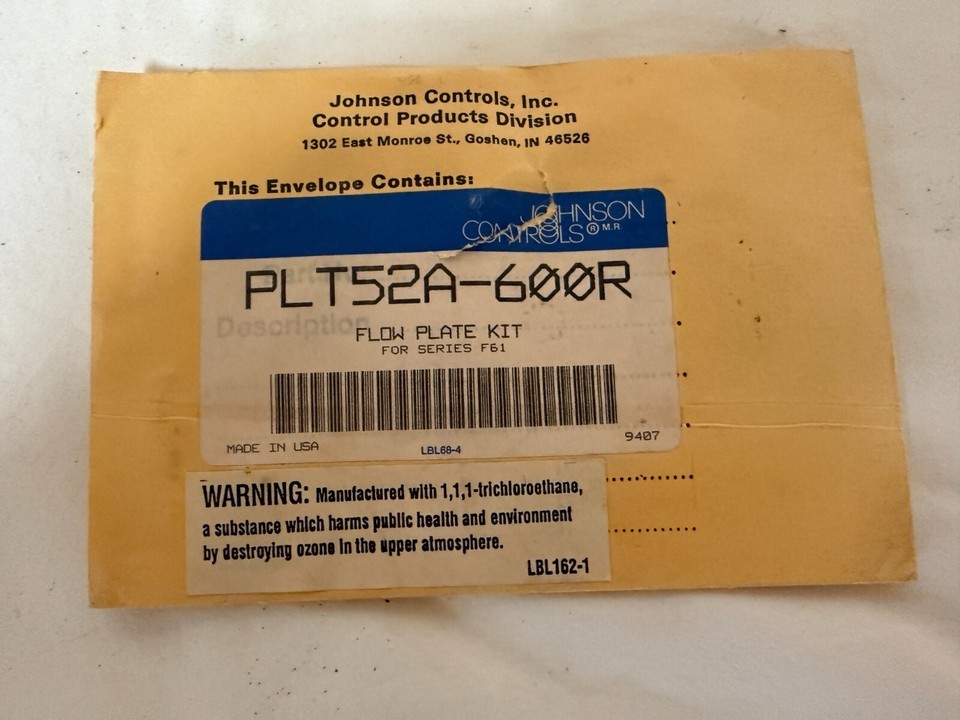 Johnson Controls, Inc.
Control Products Division
1302 East Monroe St., Goshen, IN 46526
This Envelope Contains:
JOHNSON
CONTROLS® M.R.
PLT52A-600R
Description
FLOW PLATE KIT
FOR SERIES F61
MADE IN USA
LBL68-4
9407
WARNING: Manufactured with 1,1,1-trichloroethane,
a substance which harms public health and environment
by destroying ozone in the upper atmosphere.
LBL162-1